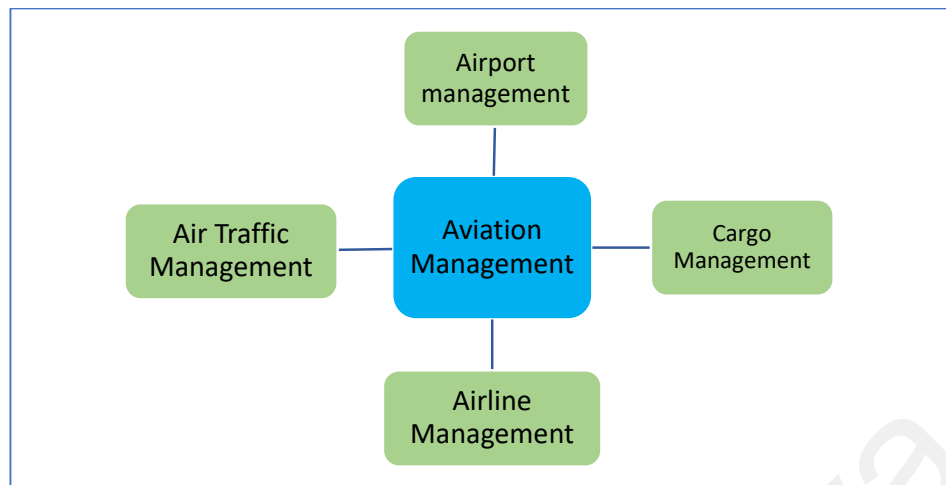 Airport
management
Air Traffic
Management
Aviation
Management
Cargo
Management
Airline
Management